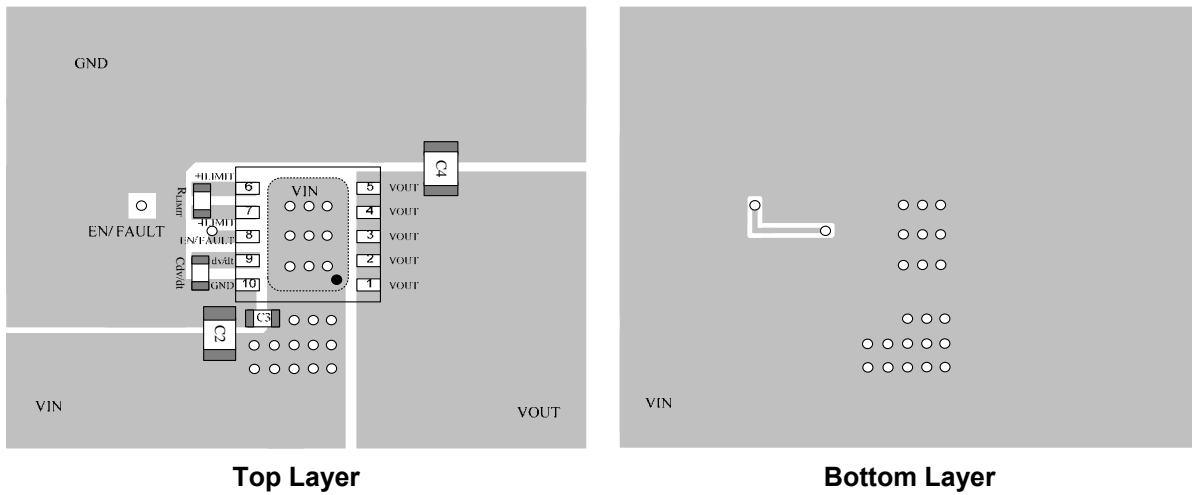 GND
+ILIMIT
RLIMIT
6
VIN
5 VOUT
7
4 VOUT
-ILIMIT
EN/FAULT
EN/FAULT
8
3 VOUT
Cdv/dt
dv/dt
9
2 VOUT
GND
10
1 VOUT
C4
C2
C3
VIN
VOUT
VIN
Top Layer
Bottom Layer